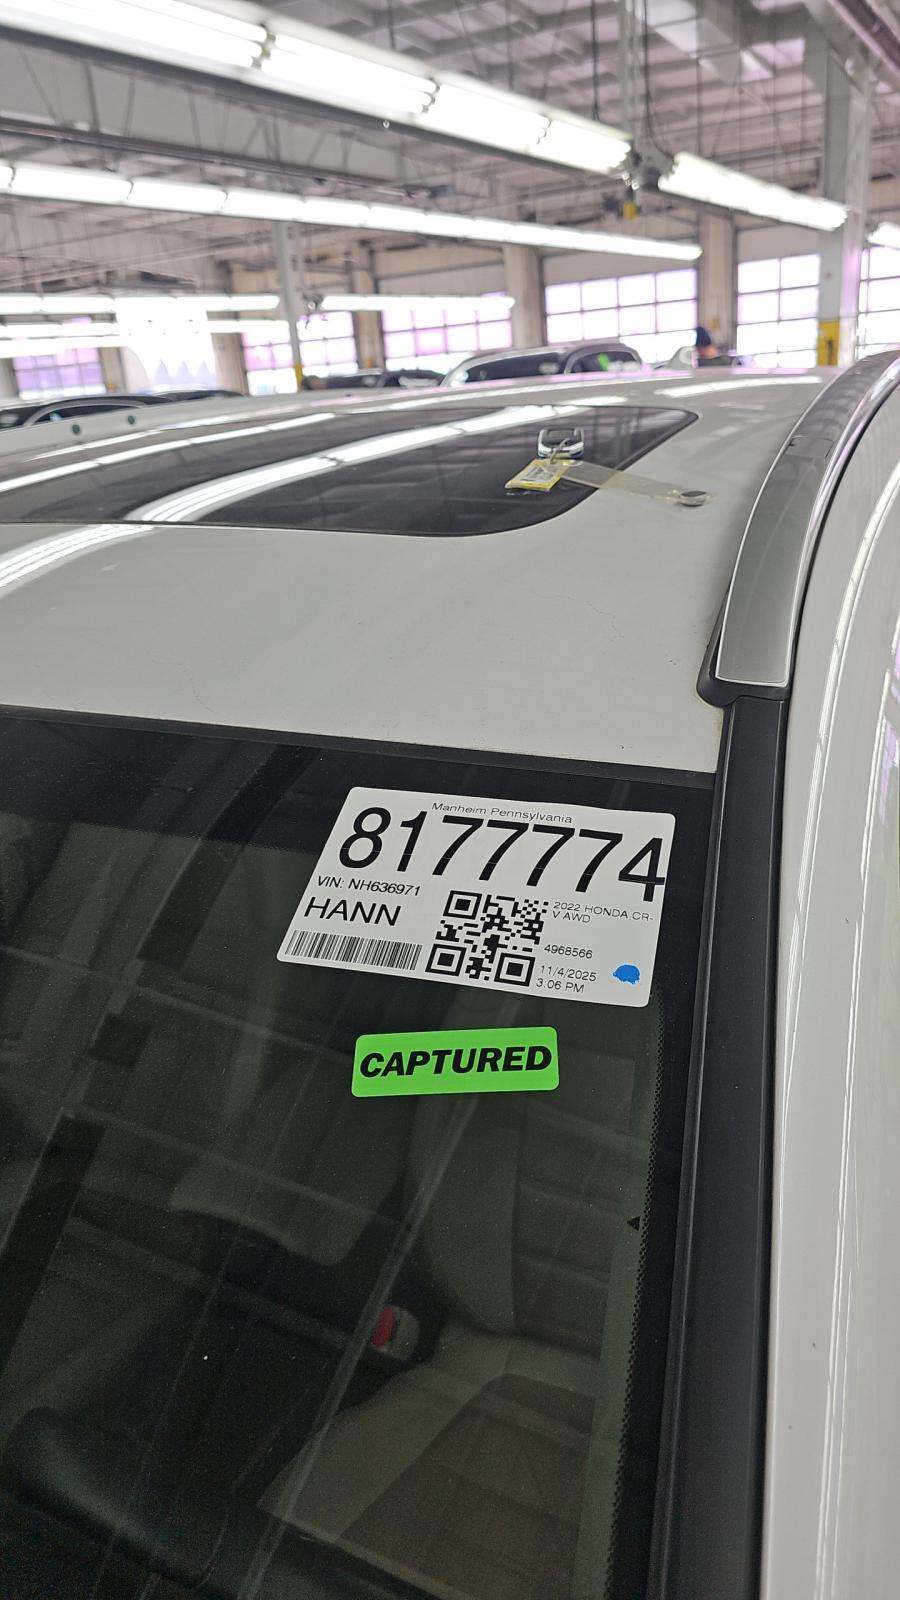 Manheim Pennsylvania
8177774
VIN: NH636971
HANN
2022 HONDA CR-
V AWD
4968566
11/4/2025
3:06 PM
CAPTURED